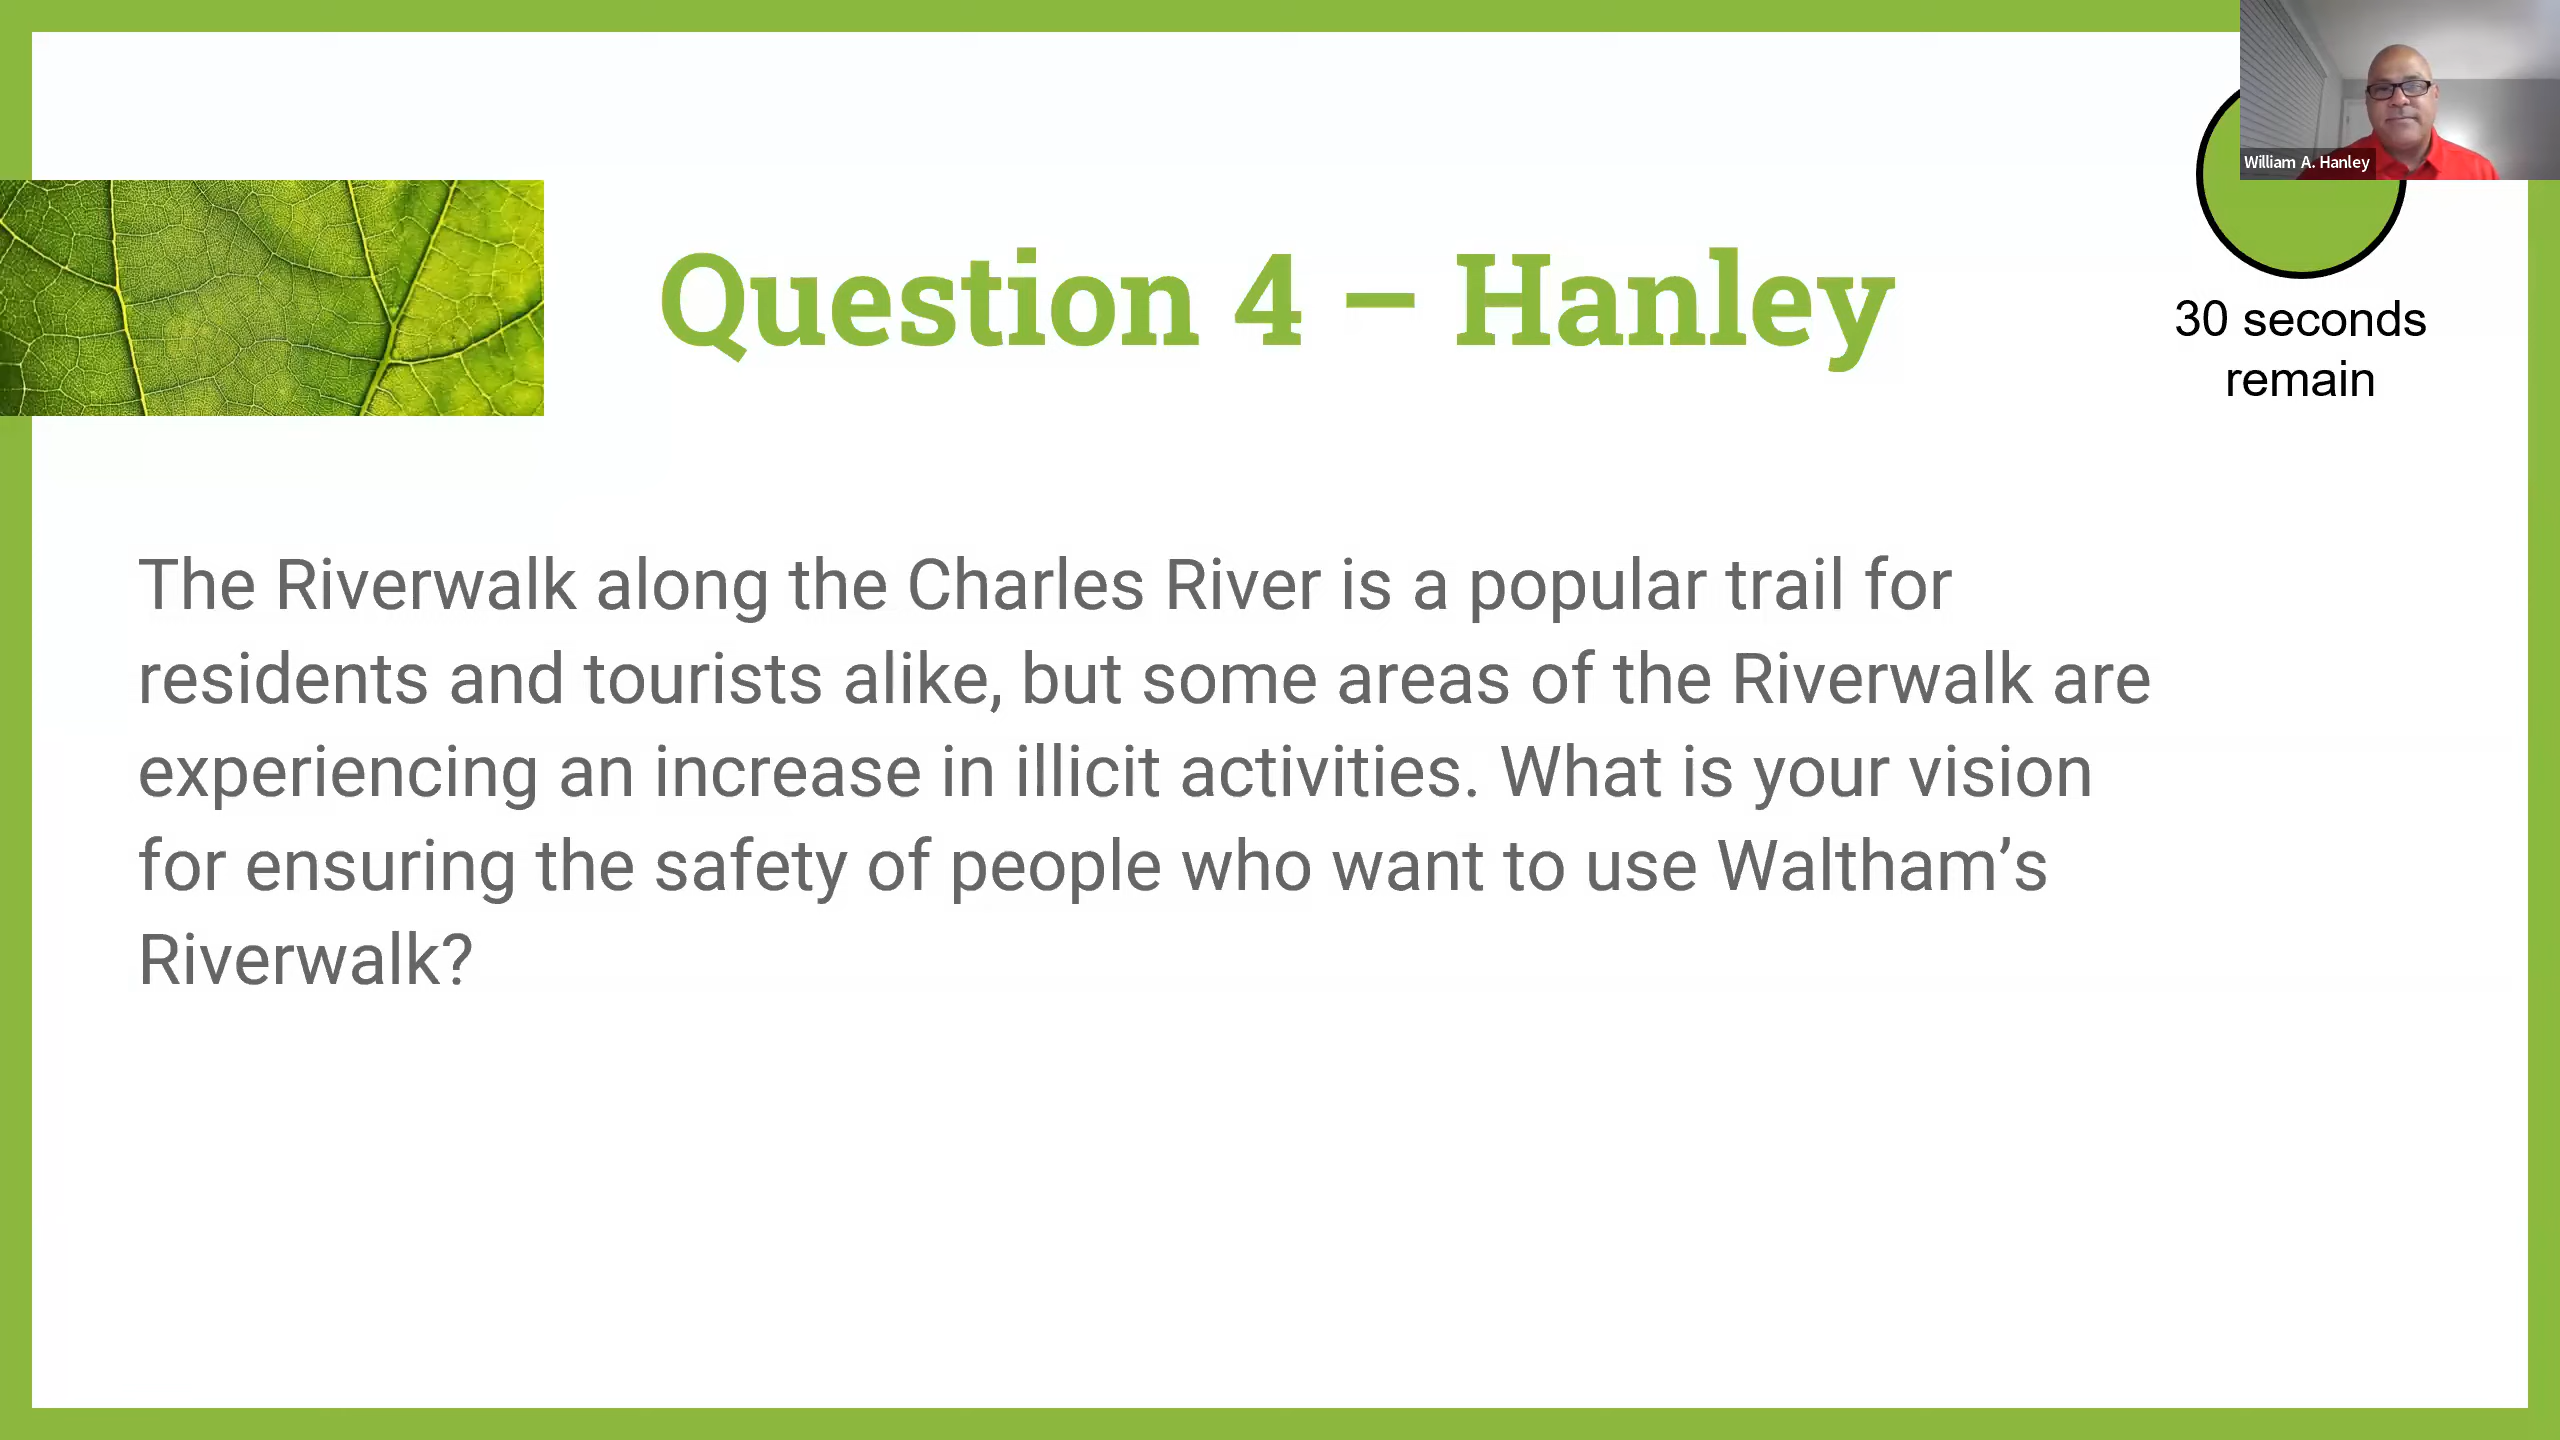 William A. Hanley
Question 4 – Hanley
30 seconds
remain
The Riverwalk along the Charles River is a popular trail for
residents and tourists alike, but some areas of the Riverwalk are
experiencing an increase in illicit activities. What is your vision
for ensuring the safety of people who want to use Waltham’s
Riverwalk?